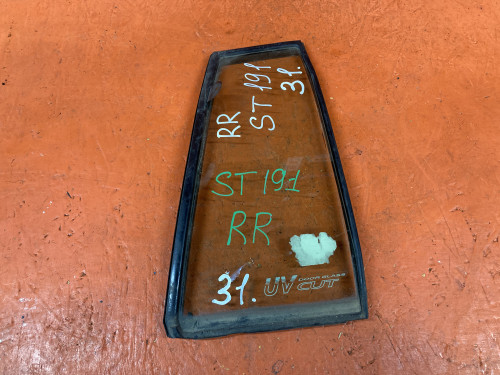 RR
ST191
31.
ST191
RR
31.
UV DOOR GLASS
CUT